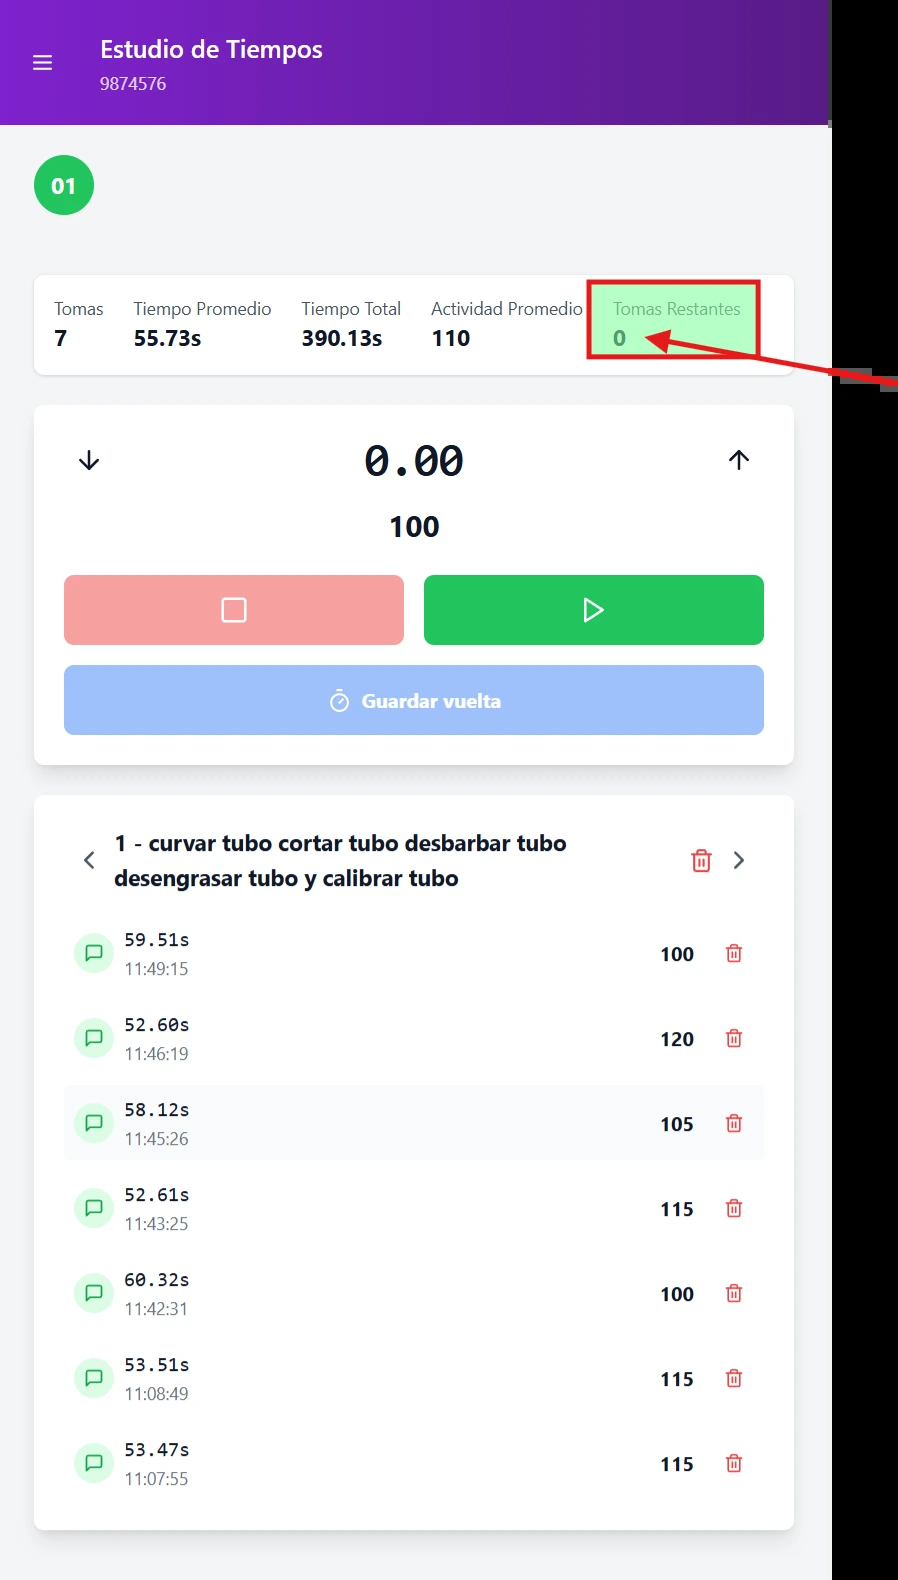 Estudio de Tiempos
9874576
01
Tomas Tiempo Promedio Tiempo Total Actividad Promedio Tomas Restantes
7 55.73s 390.13s 110 0
0.00
100
Guardar vuelta
1 - curvar tubo cortar tubo desbarbar tubo
desengrasar tubo y calibrar tubo
59.51s
11:49:15
100
52.60s
11:46:19
120
58.12s
11:45:26
105
52.61s
11:43:25
115
60.32s
11:42:31
100
53.51s
11:08:49
115
53.47s
11:07:55
115